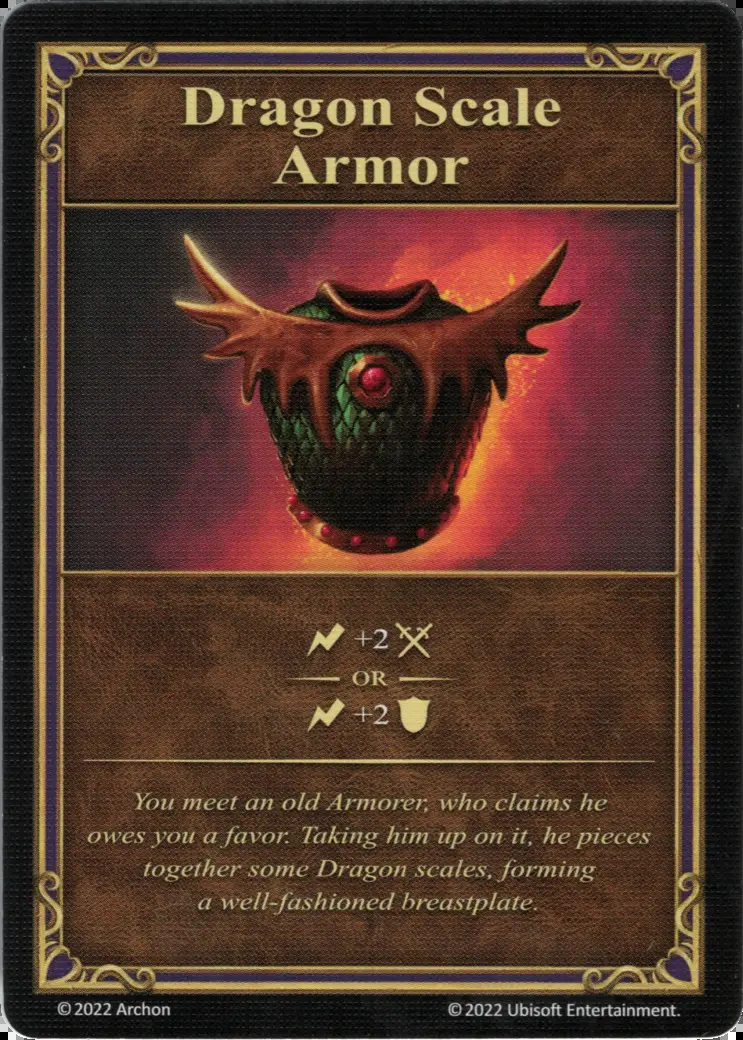 Dragon Scale
Armor
+2
OR
+2
You meet an old Armorer, who claims he
owes you a favor. Taking him up on it, he pieces
together some Dragon scales, forming
a well-fashioned breastplate.
© 2022 Archon
© 2022 Ubisoft Entertainment.